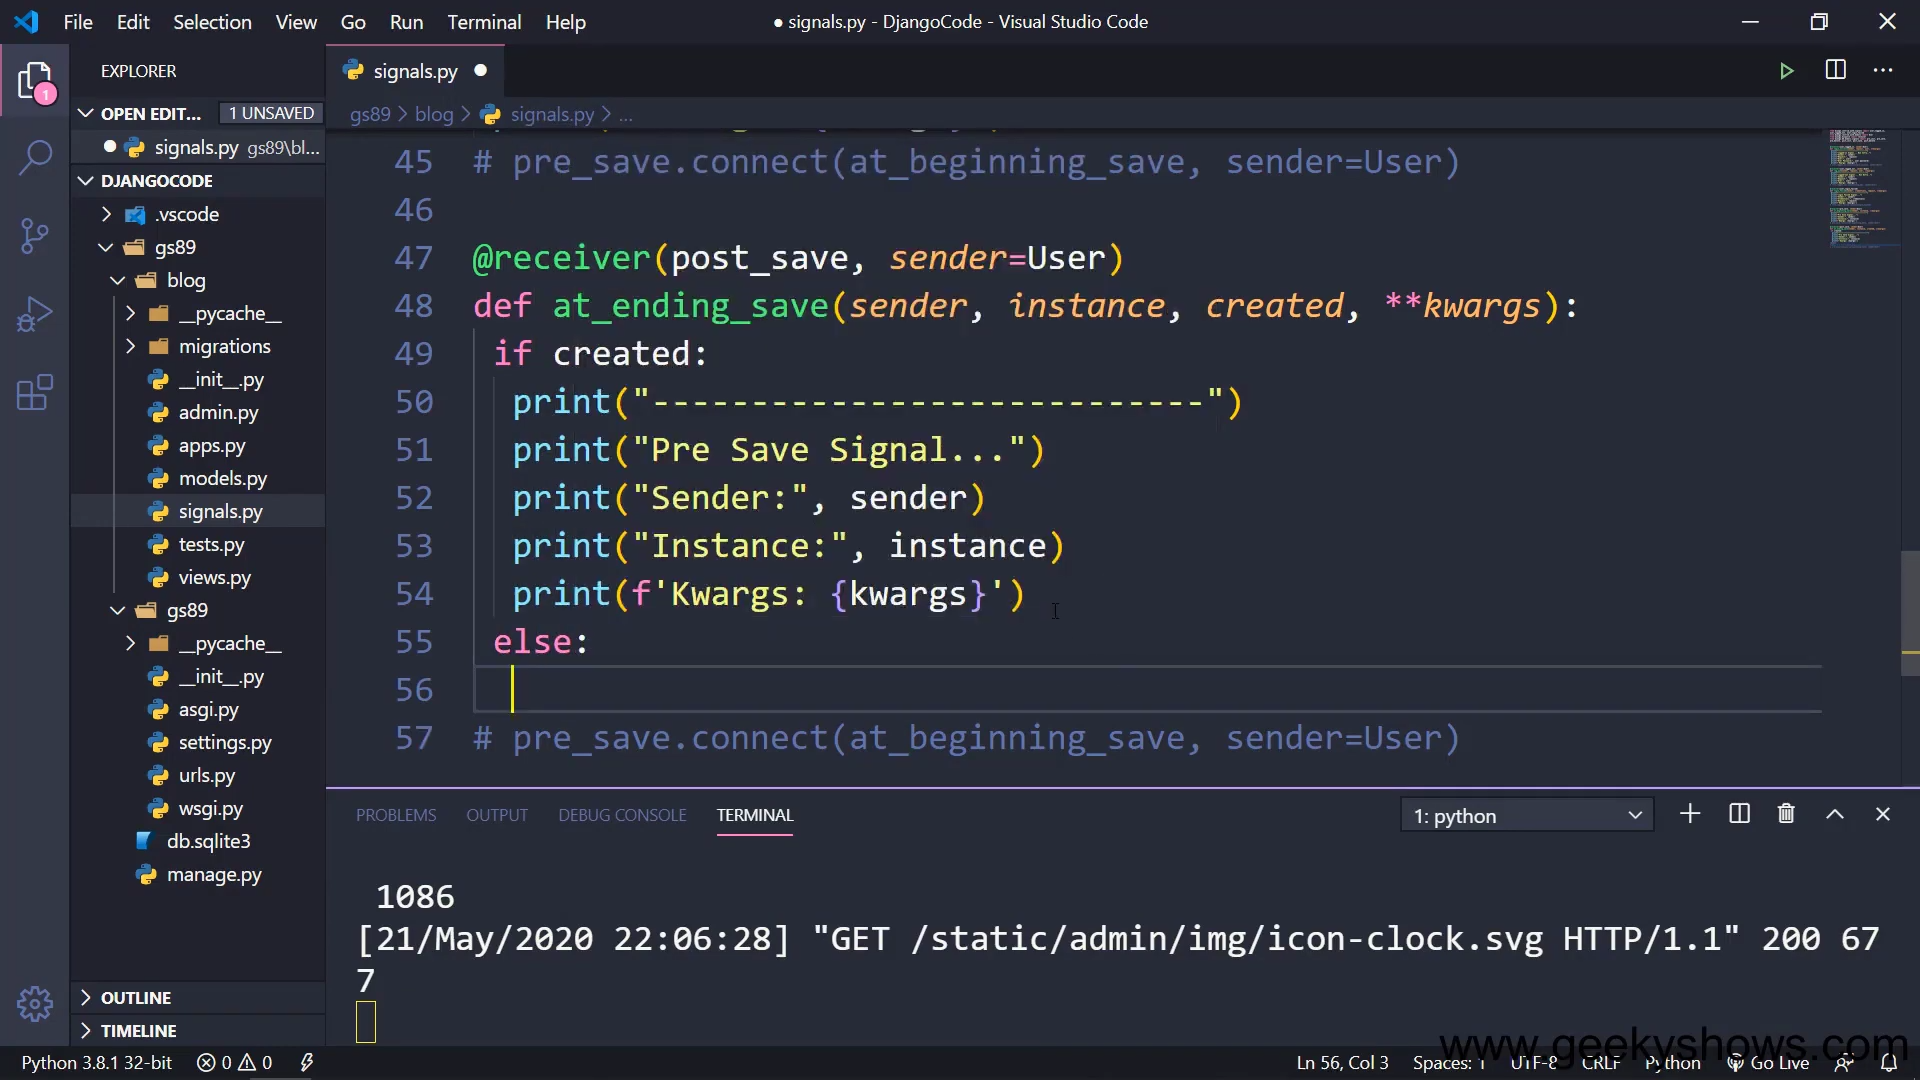 File Edit Selection View Go Run Terminal Help
● signals.py - DjangoCode - Visual Studio Code
EXPLORER
OPEN EDIT... 1 UNSAVED
signals.py gs89\bl...
DJANGOCODE
.vscode
gs89
blog
__pycache__
migrations
__init__.py
admin.py
apps.py
models.py
signals.py
tests.py
views.py
gs89
__pycache__
__init__.py
asgi.py
settings.py
urls.py
wsgi.py
db.sqlite3
manage.py
OUTLINE
TIMELINE
1
signals.py
gs89 > blog > signals.py > ...
45 # pre_save.connect(at_beginning_save, sender=User)
46
47 @receiver(post_save, sender=User)
48 def at_ending_save(sender, instance, created, **kwargs):
49 if created:
50 print("----------------------------")
51 print("Pre Save Signal...")
52 print("Sender:", sender)
53 print("Instance:", instance)
54 print(f'Kwargs: {kwargs}')
55 else:
56
57 # pre_save.connect(at_beginning_save, sender=User)
PROBLEMS OUTPUT DEBUG CONSOLE TERMINAL
1: python
1086
[21/May/2020 22:06:28] "GET /static/admin/img/icon-clock.svg HTTP/1.1" 200 67
7
www.geekyshows.com
Python 3.8.1 32-bit 0 0 Ln 56, Col 3 Spaces: 1 UTF-8 CRLF Python Go Live